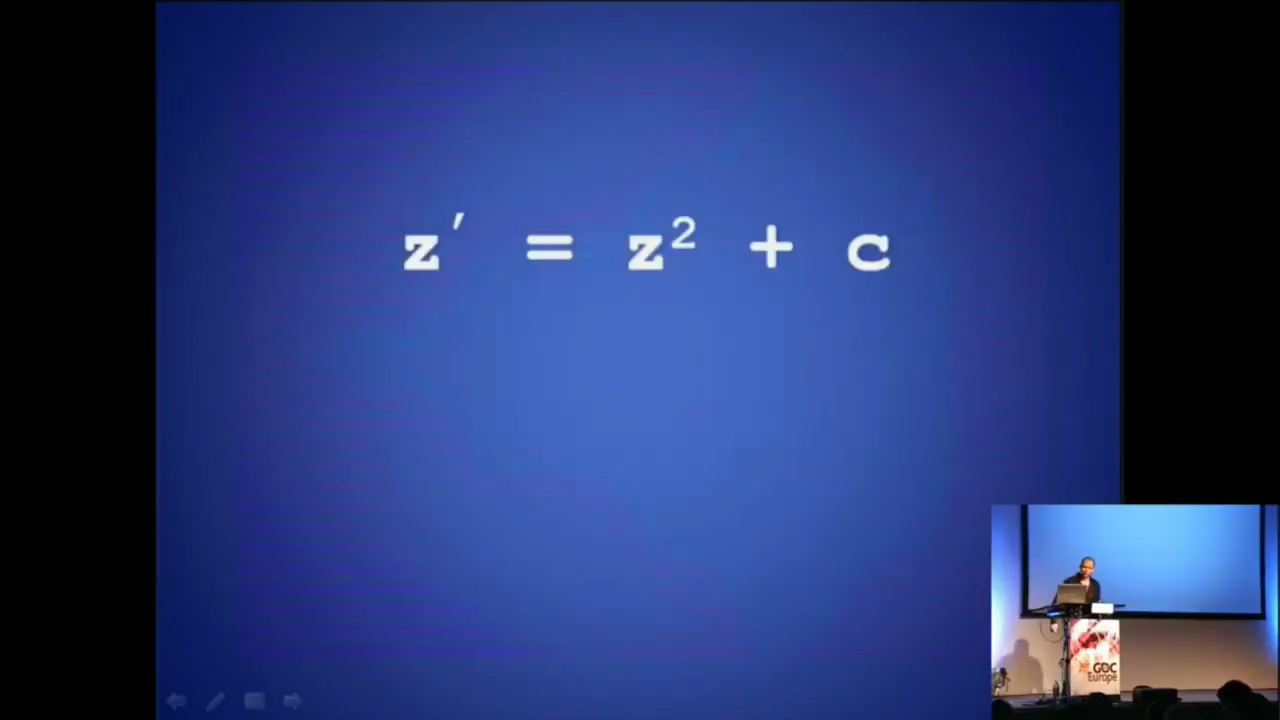 z′ = z² + c
GDC
Europe